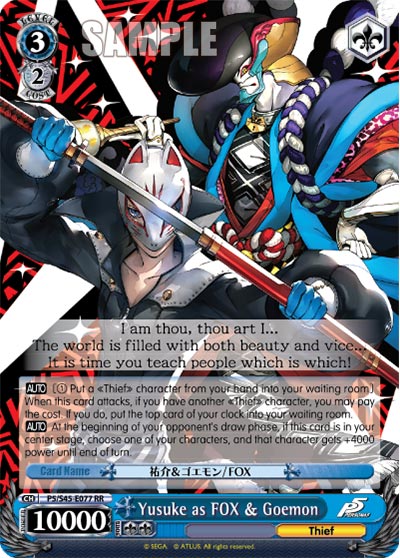 LEVEL
3
SAMPLE
2
COST
I am thou, thou art I...
The world is filled with both beauty and vice...
It is time you teach people which is which!
AUTO [(1) Put a «Thief» character from your hand into your waiting room]
When this card attacks, if you have another «Thief» character, you may pay
the cost. If you do, put the top card of your clock into your waiting room.
AUTO At the beginning of your opponent's draw phase, if this card is in your
center stage, choose one of your characters, and that character gets +4000
power until end of turn.
Card Name
祐介&ゴエモン/FOX
CH P5/S45-E077 RR
Yusuke as FOX & Goemon
P5 PERSONA5
POWER
10000
Thief
© SEGA. © ATLUS. All rights reserved.